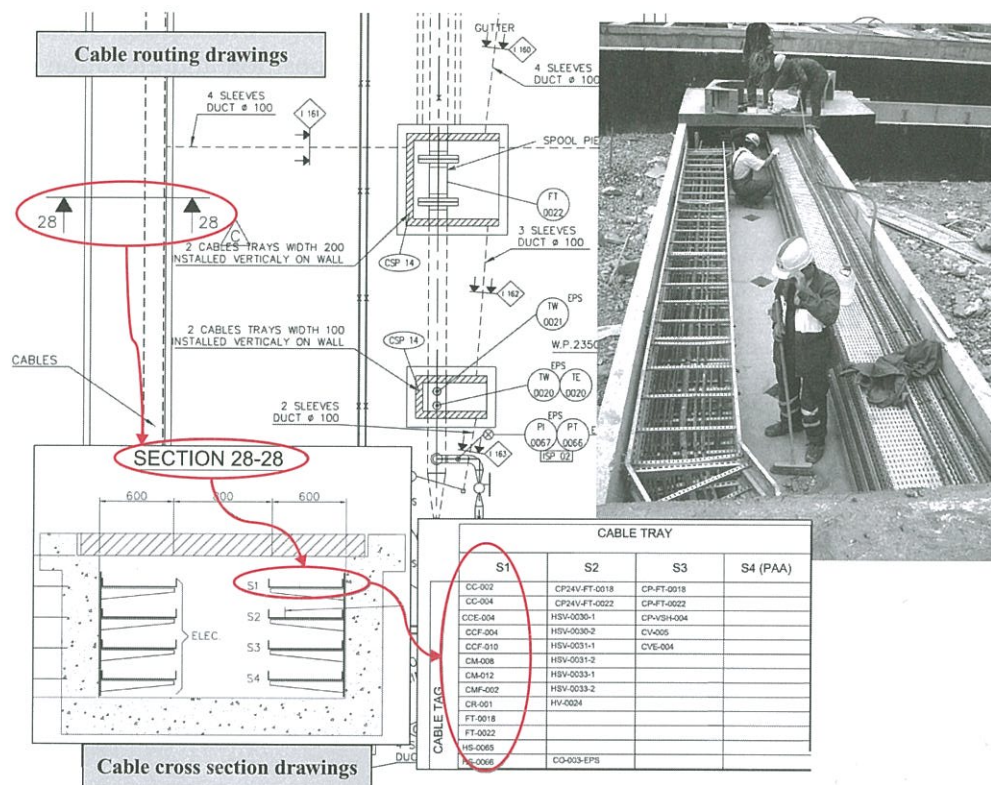 Cable routing drawings
GUTTER
I 160
4 SLEEVES
DUCT ø 100
4 SLEEVES
DUCT ø 100
I 161
SPOOL PIE
FT
0022
28
28
C
2 CABLES TRAYS WIDTH 200
INSTALLED VERTICALY ON WALL
CSP 14
3 SLEEVES
DUCT ø 100
I 162
EPS
TW
0021
2 CABLES TRAYS WIDTH 100
INSTALLED VERTICALY ON WALL
CSP 14
W.P.2350
EPS
TW
0020
TE
0020
CABLES
2 SLEEVES
DUCT ø 100
EPS
PI
0067
PT
0066
E
ISP 02
I 163
SECTION 28-28
600
800
600
S1
S2
ELEC.
S3
S4
CABLE TRAY
S1 S2 S3 S4 (PAA)
CABLE TAG
CC-002 CP24V-FT-0018 CP-FT-0018
CC-004 CP24V-FT-0022 CP-FT-0022
CCE-004 HSV-0030-1 CP-VSH-004
CCF-004 HSV-0030-2 CV-005
CCF-010 HSV-0031-1 CVE-004
CM-008 HSV-0031-2
CM-012 HSV-0033-1
CMF-002 HSV-0033-2
CR-001 HV-0024
FT-0018
FT-0022
HS-0065
HS-0066 CO-003-EPS
DUC
Cable cross section drawings